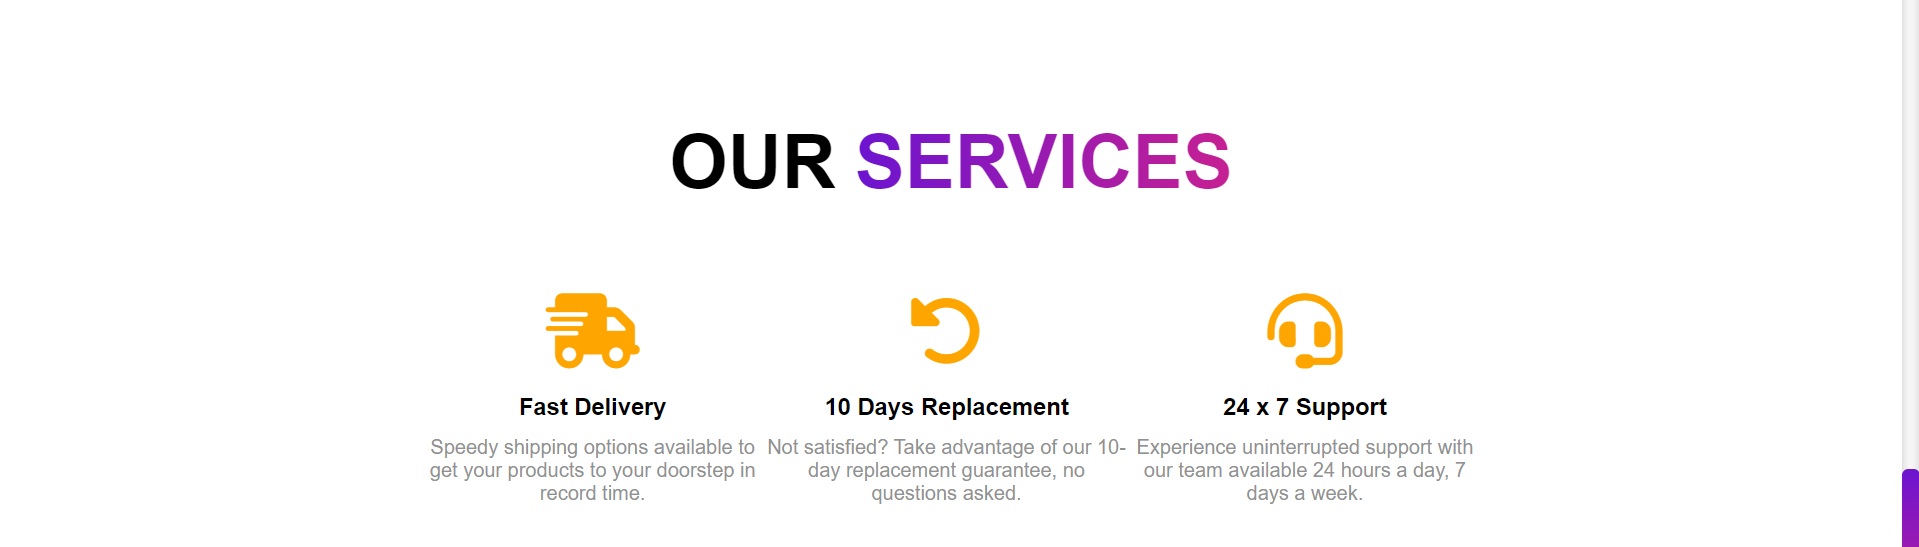 OUR SERVICES
Fast Delivery
Speedy shipping options available to
get your products to your doorstep in
record time.
10 Days Replacement
Not satisfied? Take advantage of our 10-
day replacement guarantee, no
questions asked.
24 x 7 Support
Experience uninterrupted support with
our team available 24 hours a day, 7
days a week.